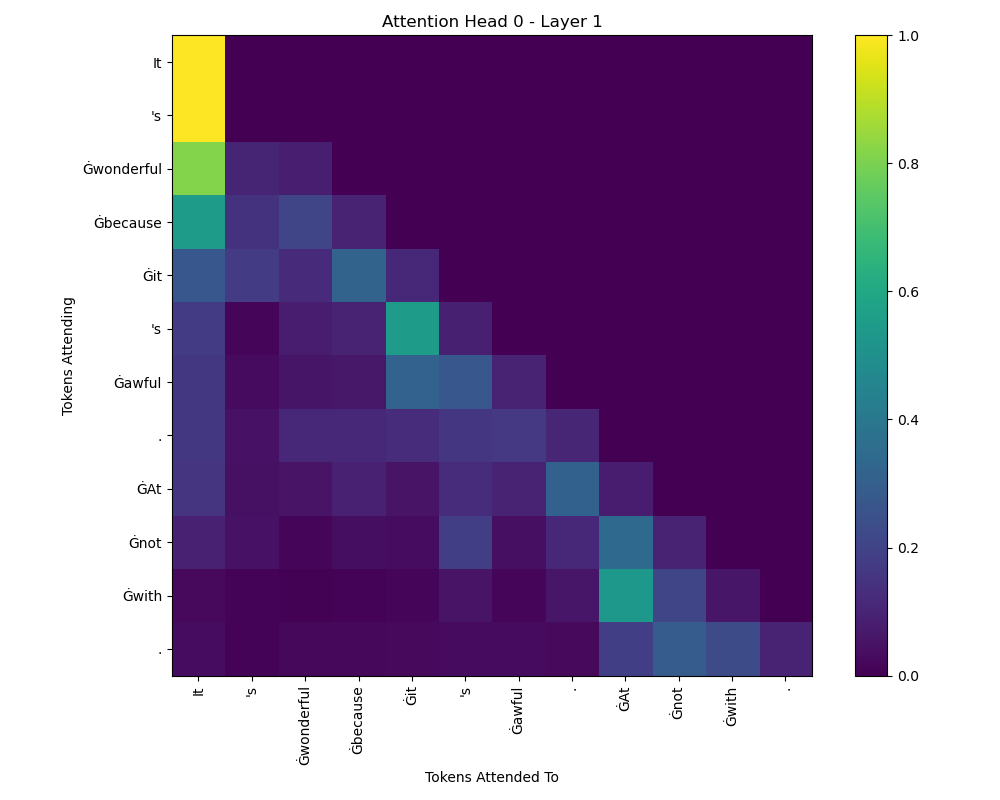 Attention Head 0 - Layer 1
It
's
Ġwonderful
Ġbecause
Ġit
's
Ġawful
.
ĠAt
Ġnot
Ġwith
.
Tokens Attending
It
's
Ġwonderful
Ġbecause
Ġit
's
Ġawful
.
ĠAt
Ġnot
Ġwith
.
Tokens Attended To
1.0
0.8
0.6
0.4
0.2
0.0